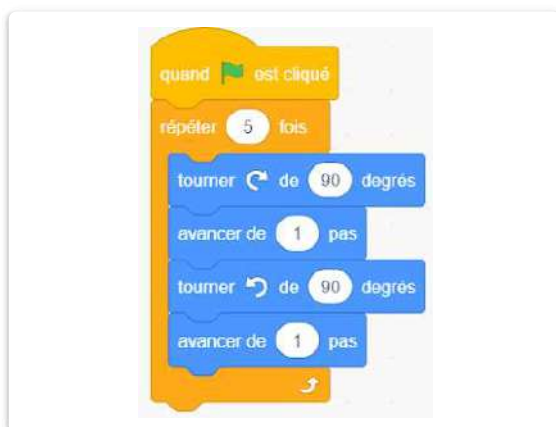 quand est cliqué
répéter 5 fois
tourner de 90 degrés
avancer de 1 pas
tourner de 90 degrés
avancer de 1 pas